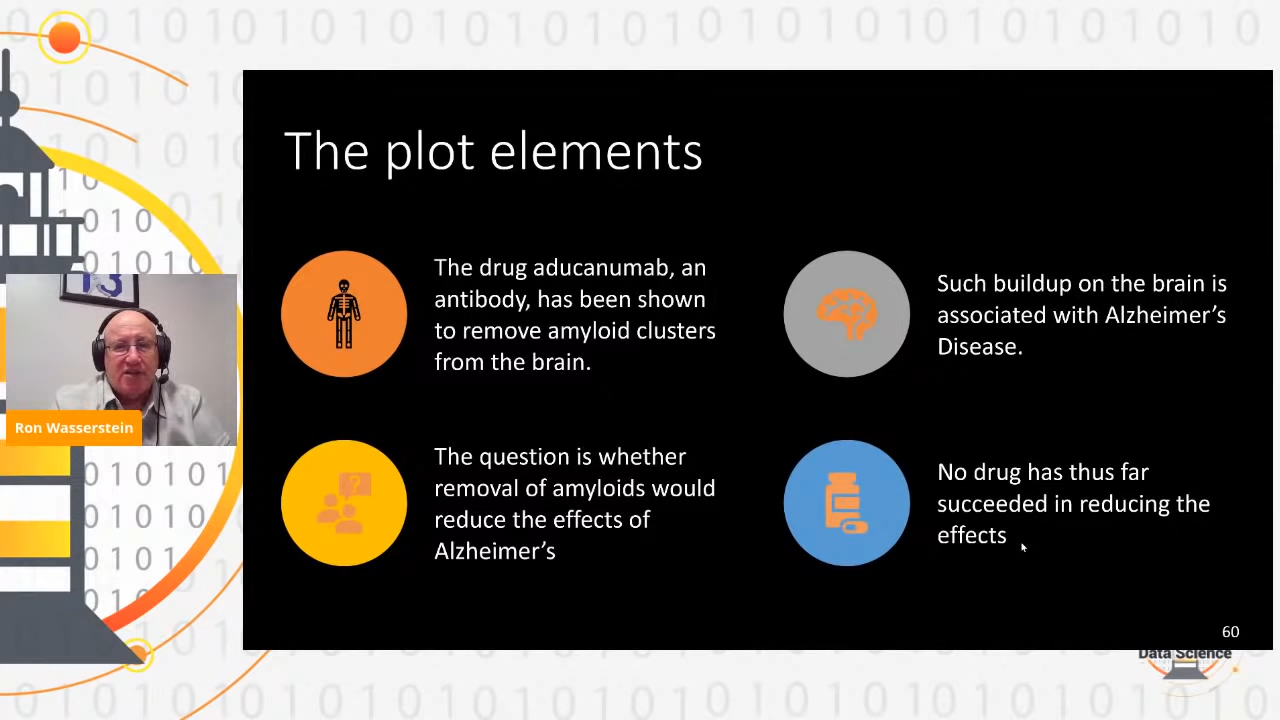 The plot elements
The drug aducanumab, an
antibody, has been shown
to remove amyloid clusters
from the brain.
Such buildup on the brain is
associated with Alzheimer’s
Disease.
The question is whether
removal of amyloids would
reduce the effects of
Alzheimer’s
No drug has thus far
succeeded in reducing the
effects
60
13
Ron Wasserstein
Data Science